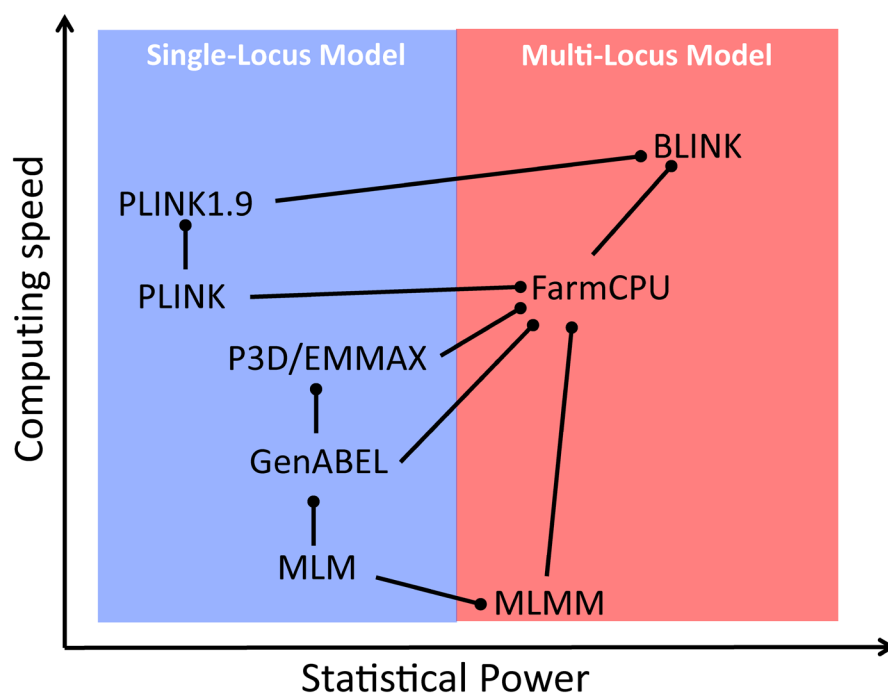 Single-Locus Model
Multi-Locus Model
BLINK
PLINK1.9
PLINK
FarmCPU
P3D/EMMAX
GenABEL
MLM
MLMM
Computing speed
Statistical Power